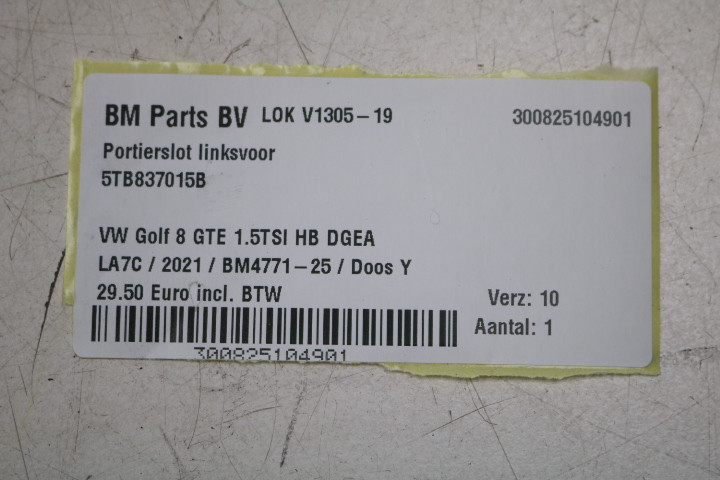 BM Parts BV LOK V1305-19 300825104901
Portierslot linksvoor
5TB837015B
VW Golf 8 GTE 1.5TSI HB DGEA
LA7C / 2021 / BM4771-25 / Doos Y
29.50 Euro incl. BTW
Verz: 10
Aantal: 1
300825104901